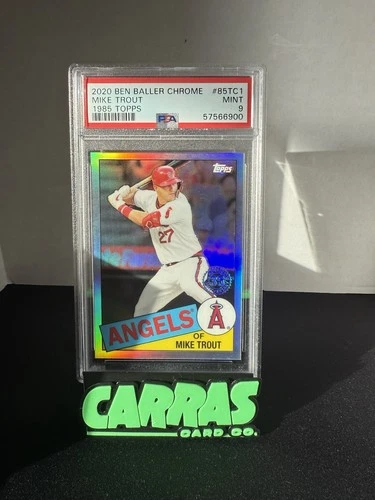 2020 BEN BALLER CHROME #85TC1
MIKE TROUT MINT
1985 TOPPS 9
PSA 57566900
Topps
27
ANGELS
A
OF
MIKE TROUT
CARRAS
CARD CO.